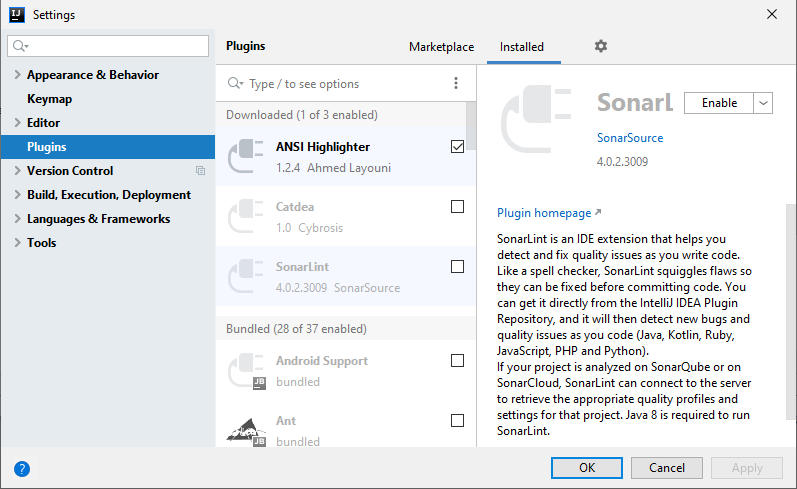 IJ Settings
Plugins Marketplace Installed
Type / to see options
Appearance & Behavior
Keymap
Editor
Plugins
Version Control
Build, Execution, Deployment
Languages & Frameworks
Tools
Downloaded (1 of 3 enabled)
ANSI Highlighter
1.2.4 Ahmed Layouni
Catdea
1.0 Cybrosis
SonarLint
4.0.2.3009 SonarSource
Bundled (28 of 37 enabled)
Android Support
JB bundled
Ant
JB bundled
SonarL Enable
SonarSource
4.0.2.3009
Plugin homepage
SonarLint is an IDE extension that helps you
detect and fix quality issues as you write code.
Like a spell checker, SonarLint squiggles flaws so
they can be fixed before committing code. You
can get it directly from the IntelliJ IDEA Plugin
Repository, and it will then detect new bugs and
quality issues as you code (Java, Kotlin, Ruby,
JavaScript, PHP and Python).
If your project is analyzed on SonarQube or on
SonarCloud, SonarLint can connect to the server
to retrieve the appropriate quality profiles and
settings for that project. Java 8 is required to run
SonarLint.
? OK Cancel Apply